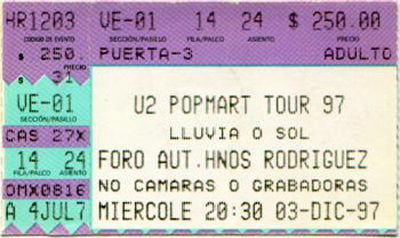 HR1203 VE-01 14 24 $ 250.00
CODIGO DE EVENTO SECCIÓN/PASILLO FILA/PALCO ASIENTO PRECIO
$ 250 PUERTA-3 ADULTO
PRECIO
$ 31
VE-01 U2 POPMART TOUR 97
SECCIÓN/PASILLO
CAS 27X LLUVIA O SOL
14 24 FORO AUT.HNOS RODRIGUEZ
FILA/PALCO ASIENTO
OMX0816 NO CAMARAS O GRABADORAS
A 4JUL7 MIERCOLE 20:30 03-DIC-97